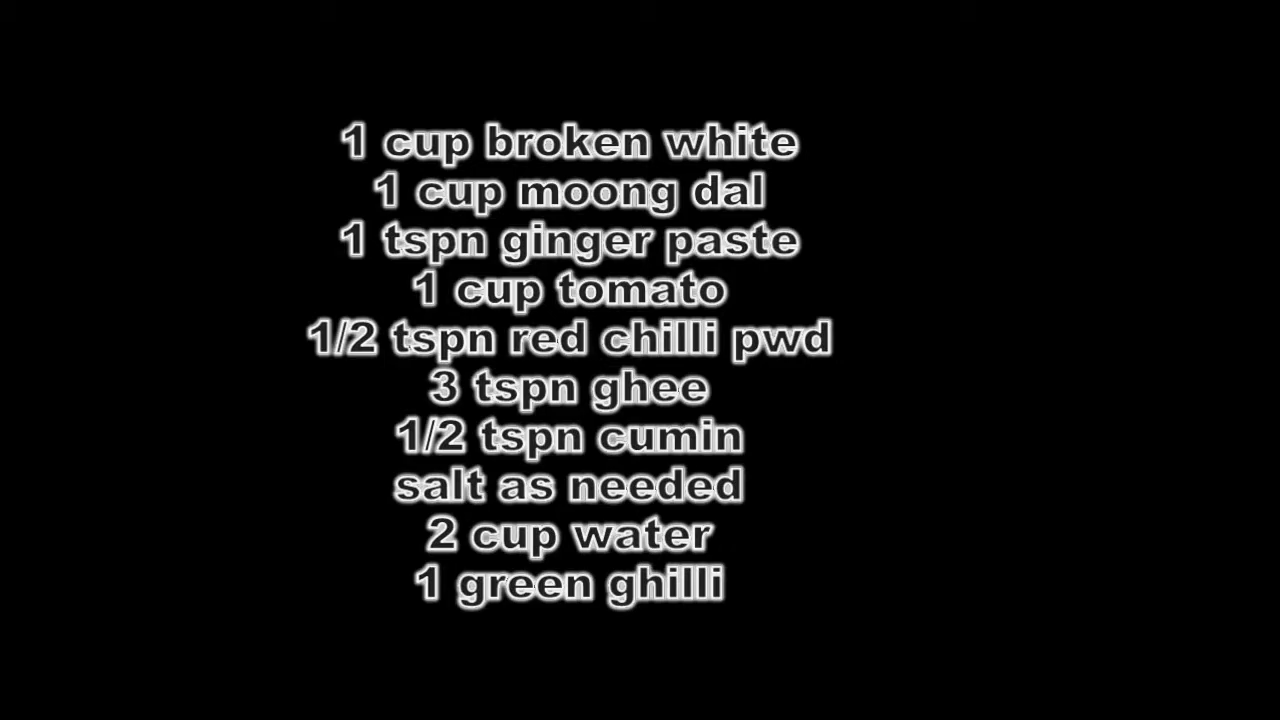 1 cup broken white
1 cup moong dal
1 tspn ginger paste
1 cup tomato
1/2 tspn red chilli pwd
3 tspn ghee
1/2 tspn cumin
salt as needed
2 cup water
1 green ghilli